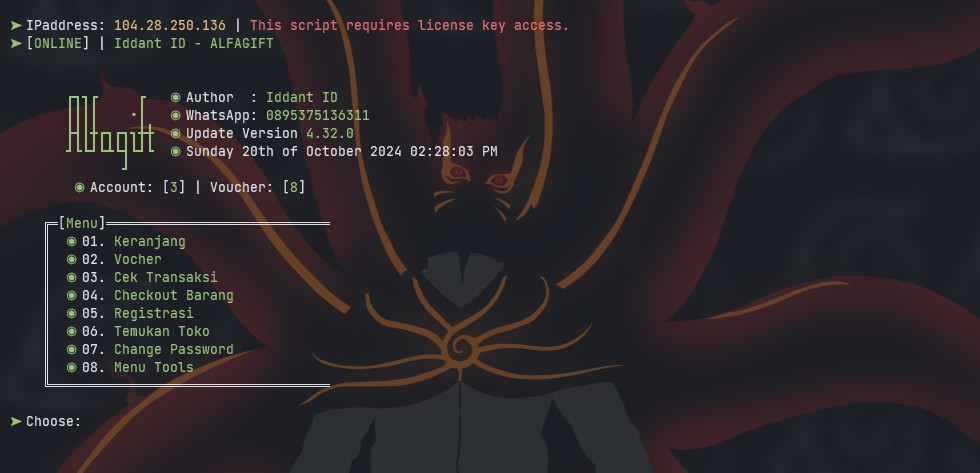 ➤ IPaddress: 104.28.250.136 | This script requires license key access.
➤ [ONLINE] | Iddant ID - ALFAGIFT
◉ Author  : Iddant ID
◉ WhatsApp: 0895375136311
◉ Update Version 4.32.0
◉ Sunday 20th of October 2024 02:28:03 PM
◉ Account: [3] | Voucher: [8]
[Menu]
◉ 01. Keranjang
◉ 02. Vocher
◉ 03. Cek Transaksi
◉ 04. Checkout Barang
◉ 05. Registrasi
◉ 06. Temukan Toko
◉ 07. Change Password
◉ 08. Menu Tools
➤ Choose: